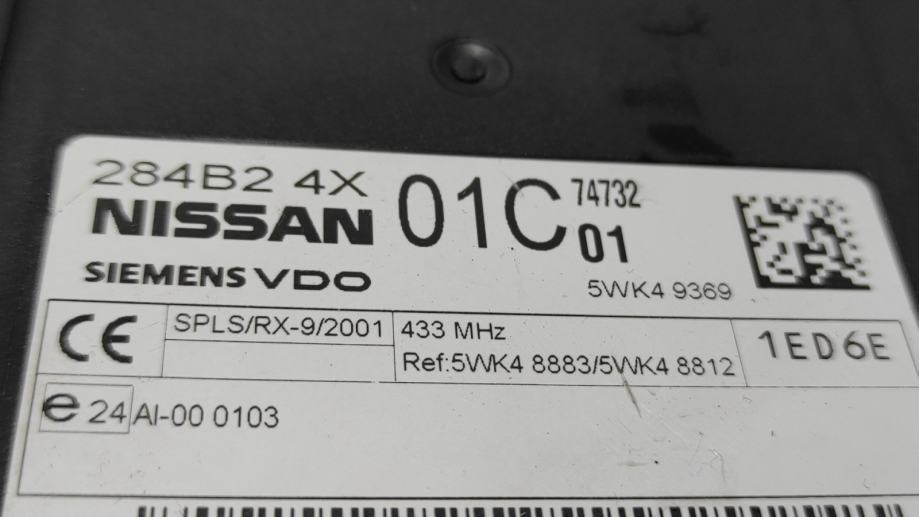 284B2 4X 01C 74732
NISSAN 01
SIEMENS VDO 5WK4 9369
CE SPLS/RX-9/2001 433 MHz 1ED6E
Ref:5WK4 8883/5WK4 8812
e 24 AI-00 0103